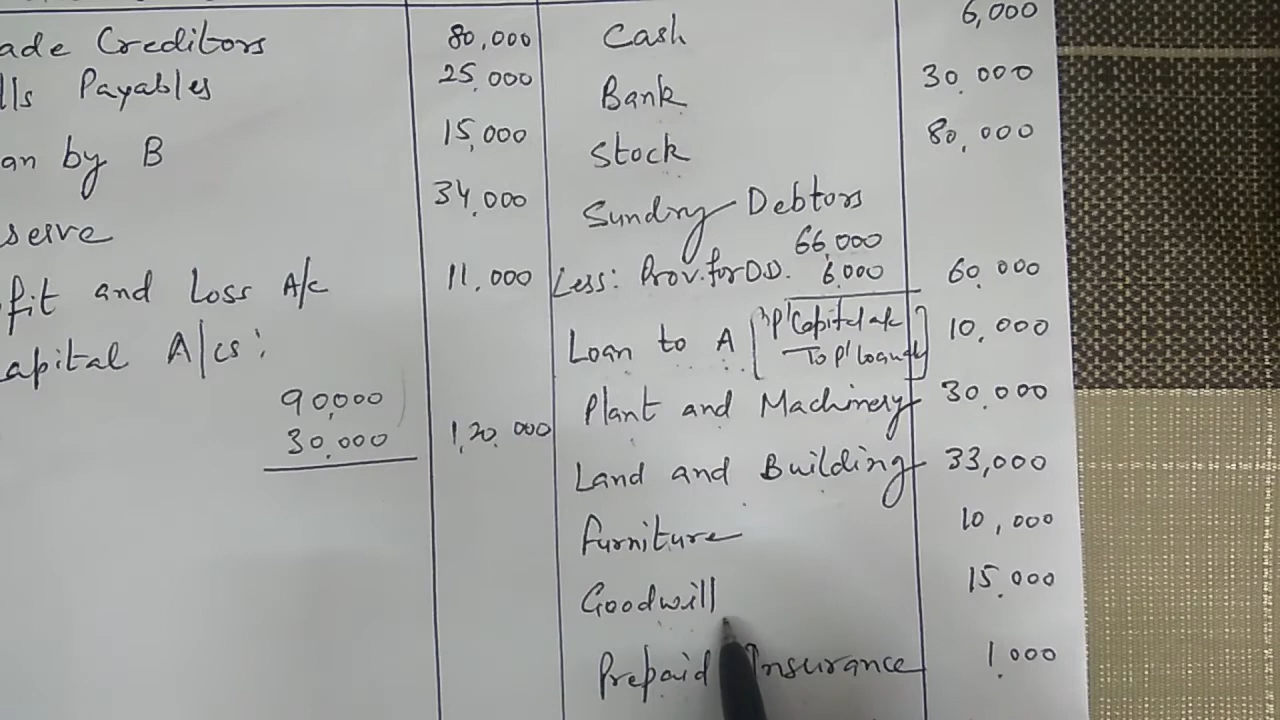 ade Creditors 80,000 Cash 6,000
lls Payables 25,000 Bank 30,000
an by B 15,000 Stock 80,000
serve 34,000 Sundry Debtors
66,000
fit and Loss A/c 11,000 Less: Prov. for D.D. 6,000 60,000
apital A/cs: Loan to A P' Capital a/c 10,000
To P' loan a/c
90,000 Plant and Machinery 30,000
30,000 1,20,000
Land and Building 33,000
Furniture 10,000
Goodwill 15,000
Prepaid Insurance 1,000